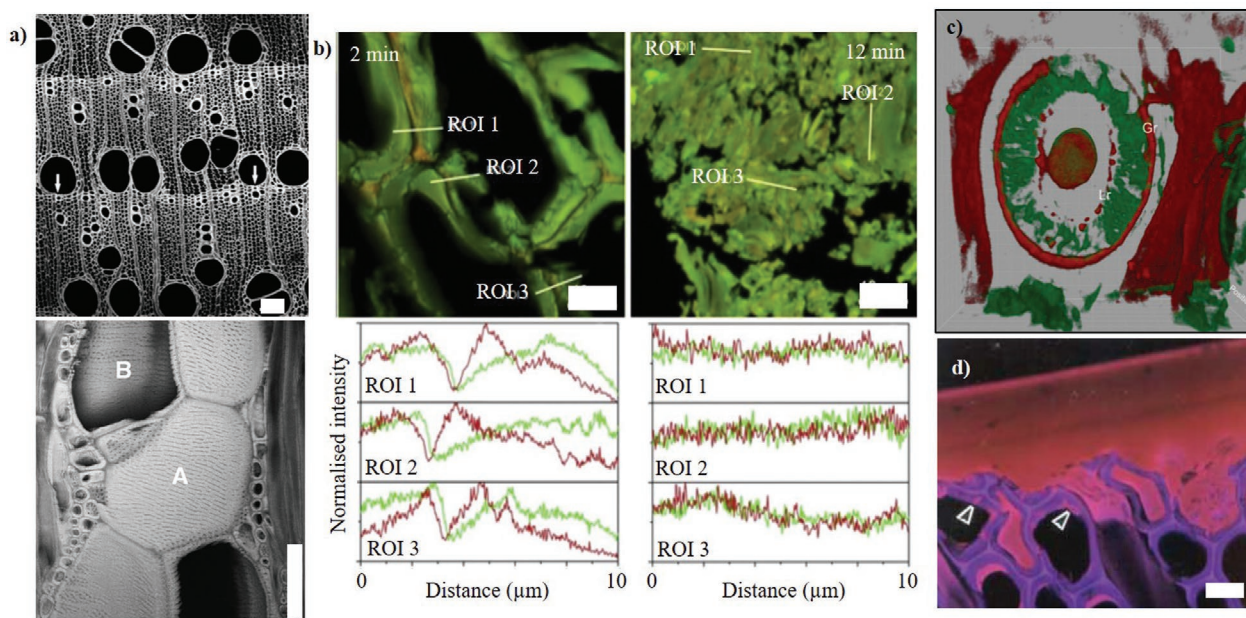 a)
b)
2 min
ROI 1
ROI 2
ROI 3
12 min
ROI 1
ROI 2
ROI 3
Normalised intensity
ROI 1
ROI 2
ROI 3
0
5
10
Distance (µm)
ROI 1
ROI 2
ROI 3
0
5
10
Distance (µm)
c)
Gr
Lr
d)
B
A